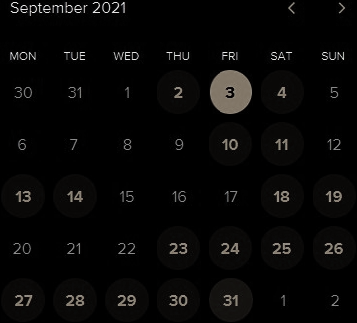 September 2021
MON TUE WED THU FRI SAT SUN
30 31 1 2 3 4 5
6 7 8 9 10 11 12
13 14 15 16 17 18 19
20 21 22 23 24 25 26
27 28 29 30 31 1 2